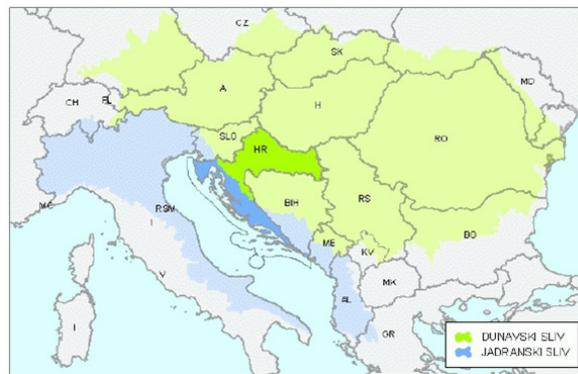 CZ
SK
MD
A
CH
FL
H
SLO
RO
HR
MC
RSM
BIH
RS
I
ME
KV
BG
V
MK
AL
I
GR
DUNAVSKI SLIV
JADRANSKI SLIV